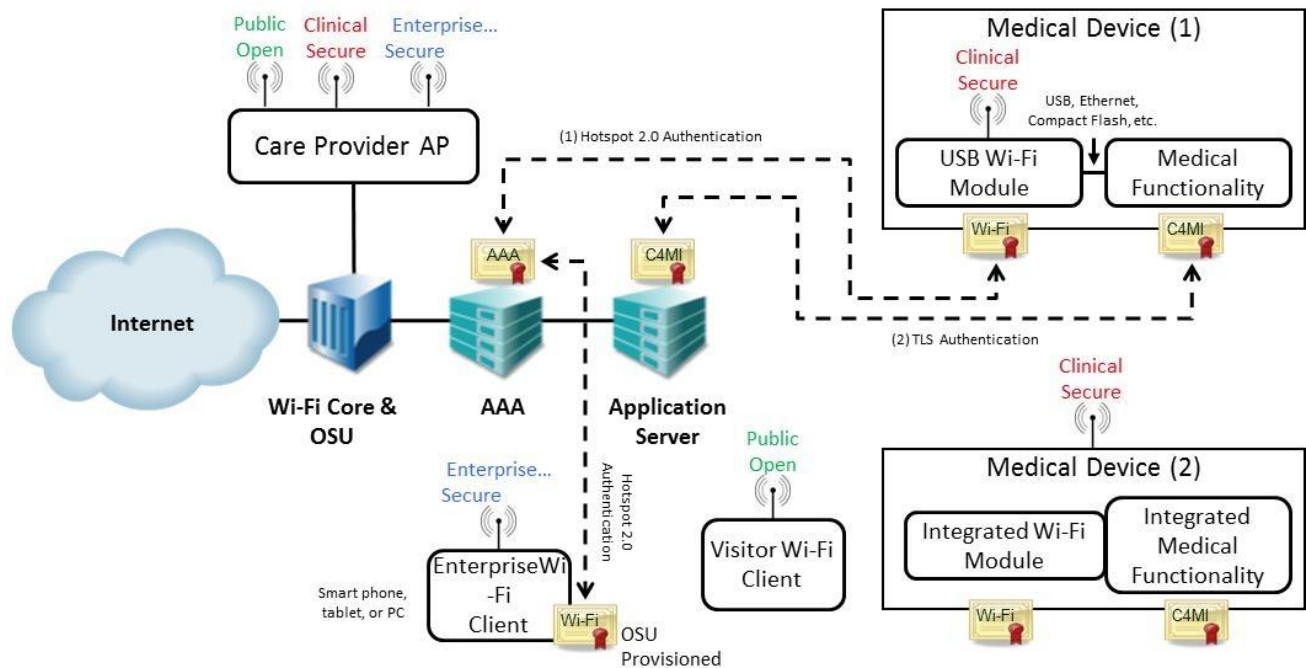 Public
Open
Clinical
Secure
Enterprise...
Secure
Care Provider AP
Medical Device (1)
Clinical
Secure
USB, Ethernet,
Compact Flash, etc.
USB Wi-Fi
Module
Medical
Functionality
Wi-Fi
C4MI
(1) Hotspot 2.0 Authentication
AAA
C4MI
(2) TLS Authentication
Internet
Wi-Fi Core &
OSU
AAA
Application
Server
Hotspot 2.0
Authentication
Enterprise...
Secure
EnterpriseWi
-Fi
Client
Smart phone,
tablet, or PC
Wi-Fi
OSU
Provisioned
Public
Open
Visitor Wi-Fi
Client
Clinical
Secure
Medical Device (2)
Integrated Wi-Fi
Module
Integrated
Medical
Functionality
Wi-Fi
C4MI